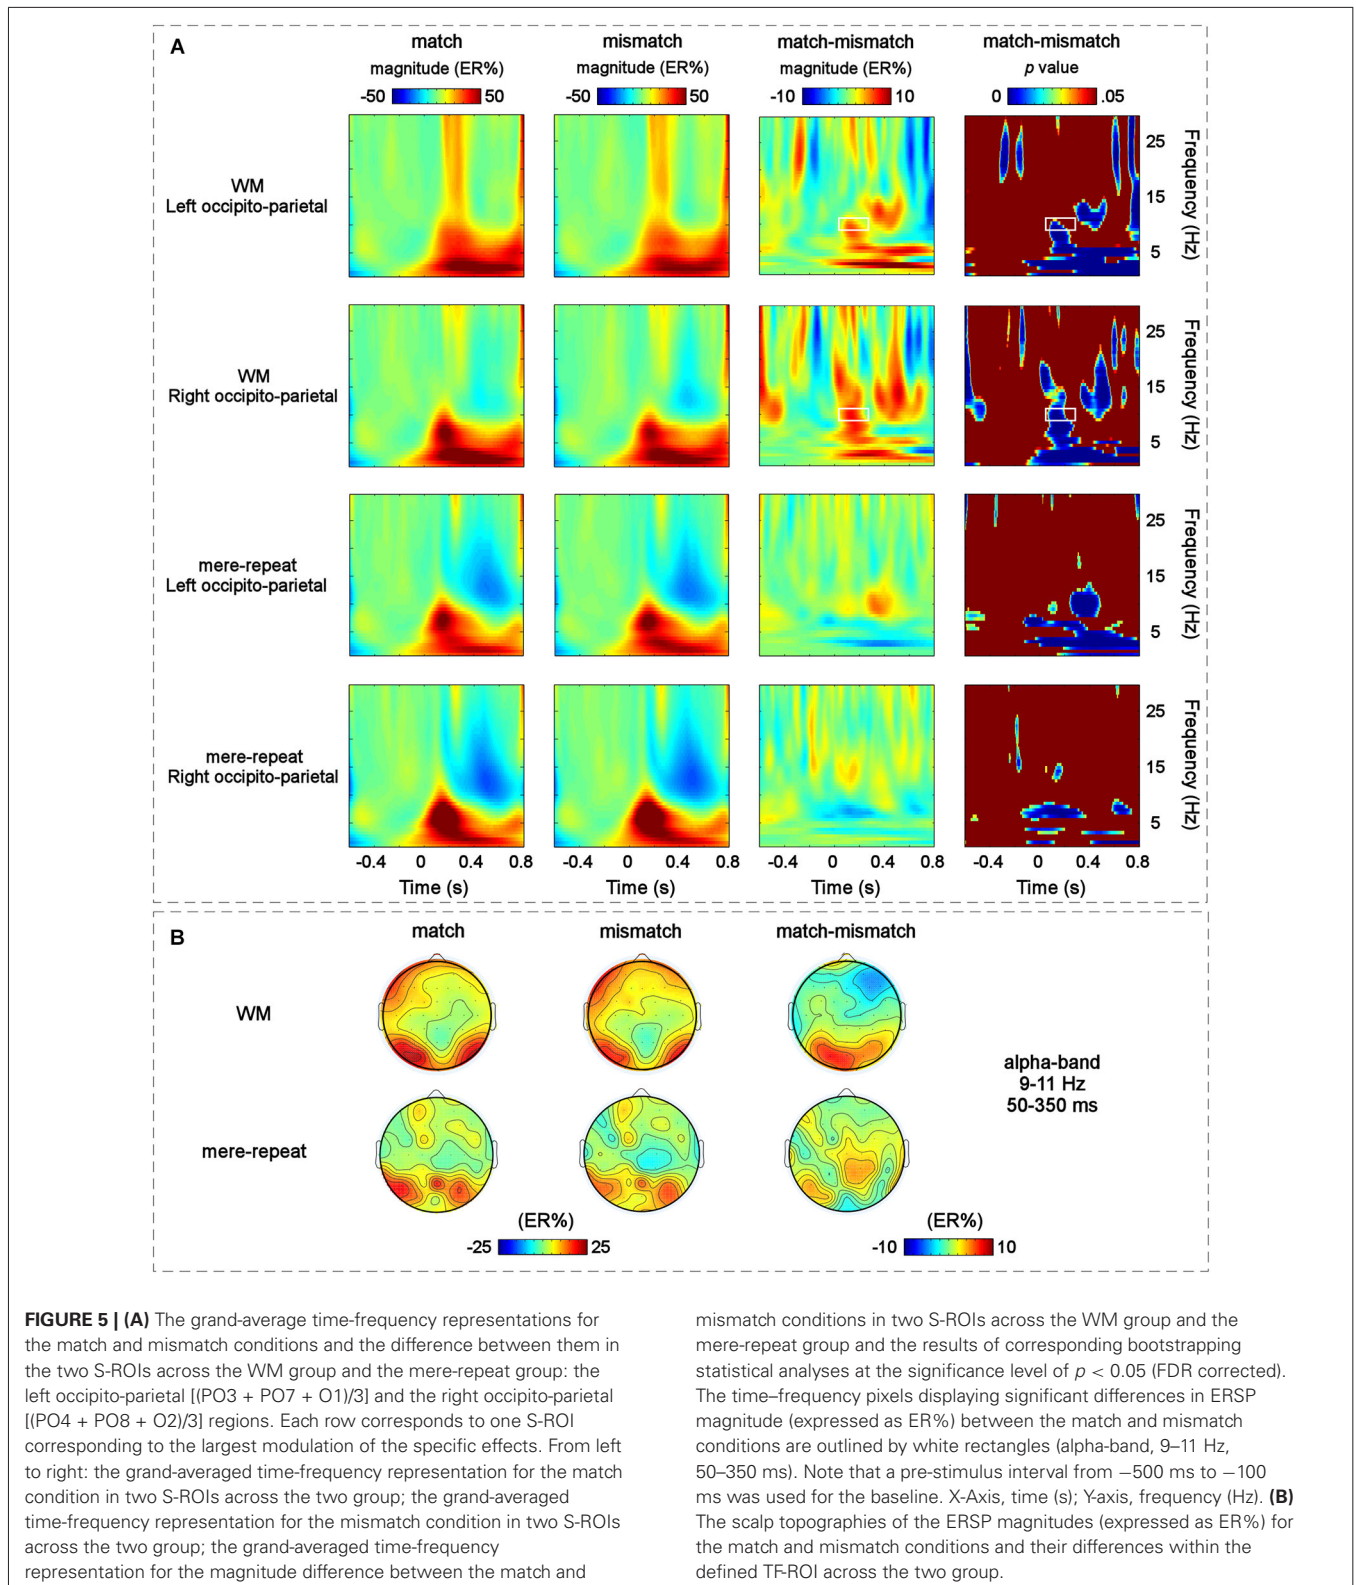 A
match
mismatch
match-mismatch
match-mismatch
magnitude (ER%)
magnitude (ER%)
magnitude (ER%)
p value
-50 50
-50 50
-10 10
0 .05
WM
Left occipito-parietal
25
15
5
Frequency (Hz)
WM
Right occipito-parietal
25
15
5
Frequency (Hz)
mere-repeat
Left occipito-parietal
25
15
5
Frequency (Hz)
mere-repeat
Right occipito-parietal
25
15
5
Frequency (Hz)
-0.4 0 0.4 0.8
-0.4 0 0.4 0.8
-0.4 0 0.4 0.8
-0.4 0 0.4 0.8
Time (s)
Time (s)
Time (s)
Time (s)
B
match
mismatch
match-mismatch
WM
mere-repeat
alpha-band
9-11 Hz
50-350 ms
(ER%)
-25 25
(ER%)
-10 10
FIGURE 5 | (A) The grand-average time-frequency representations for
the match and mismatch conditions and the difference between them in
the two S-ROIs across the WM group and the mere-repeat group: the
left occipito-parietal [(PO3 + PO7 + O1)/3] and the right occipito-parietal
[(PO4 + PO8 + O2)/3] regions. Each row corresponds to one S-ROI
corresponding to the largest modulation of the specific effects. From left
to right: the grand-averaged time-frequency representation for the match
condition in two S-ROIs across the two group; the grand-averaged
time-frequency representation for the mismatch condition in two S-ROIs
across the two group; the grand-averaged time-frequency
representation for the magnitude difference between the match and
mismatch conditions in two S-ROIs across the WM group and the
mere-repeat group and the results of corresponding bootstrapping
statistical analyses at the significance level of p < 0.05 (FDR corrected).
The time–frequency pixels displaying significant differences in ERSP
magnitude (expressed as ER%) between the match and mismatch
conditions are outlined by white rectangles (alpha-band, 9–11 Hz,
50–350 ms). Note that a pre-stimulus interval from −500 ms to −100
ms was used for the baseline. X-Axis, time (s); Y-axis, frequency (Hz). (B)
The scalp topographies of the ERSP magnitudes (expressed as ER%) for
the match and mismatch conditions and their differences within the
defined TF-ROI across the two group.